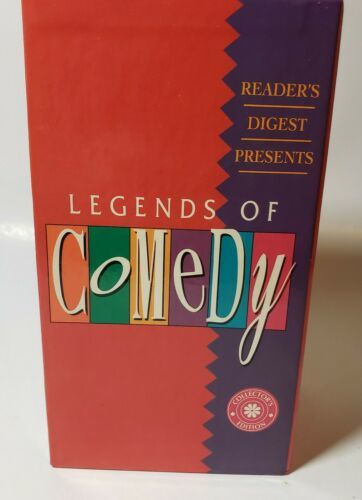 READER'S
DIGEST
PRESENTS
LEGENDS OF
CoMeDy
COLLECTOR'S
EDITION